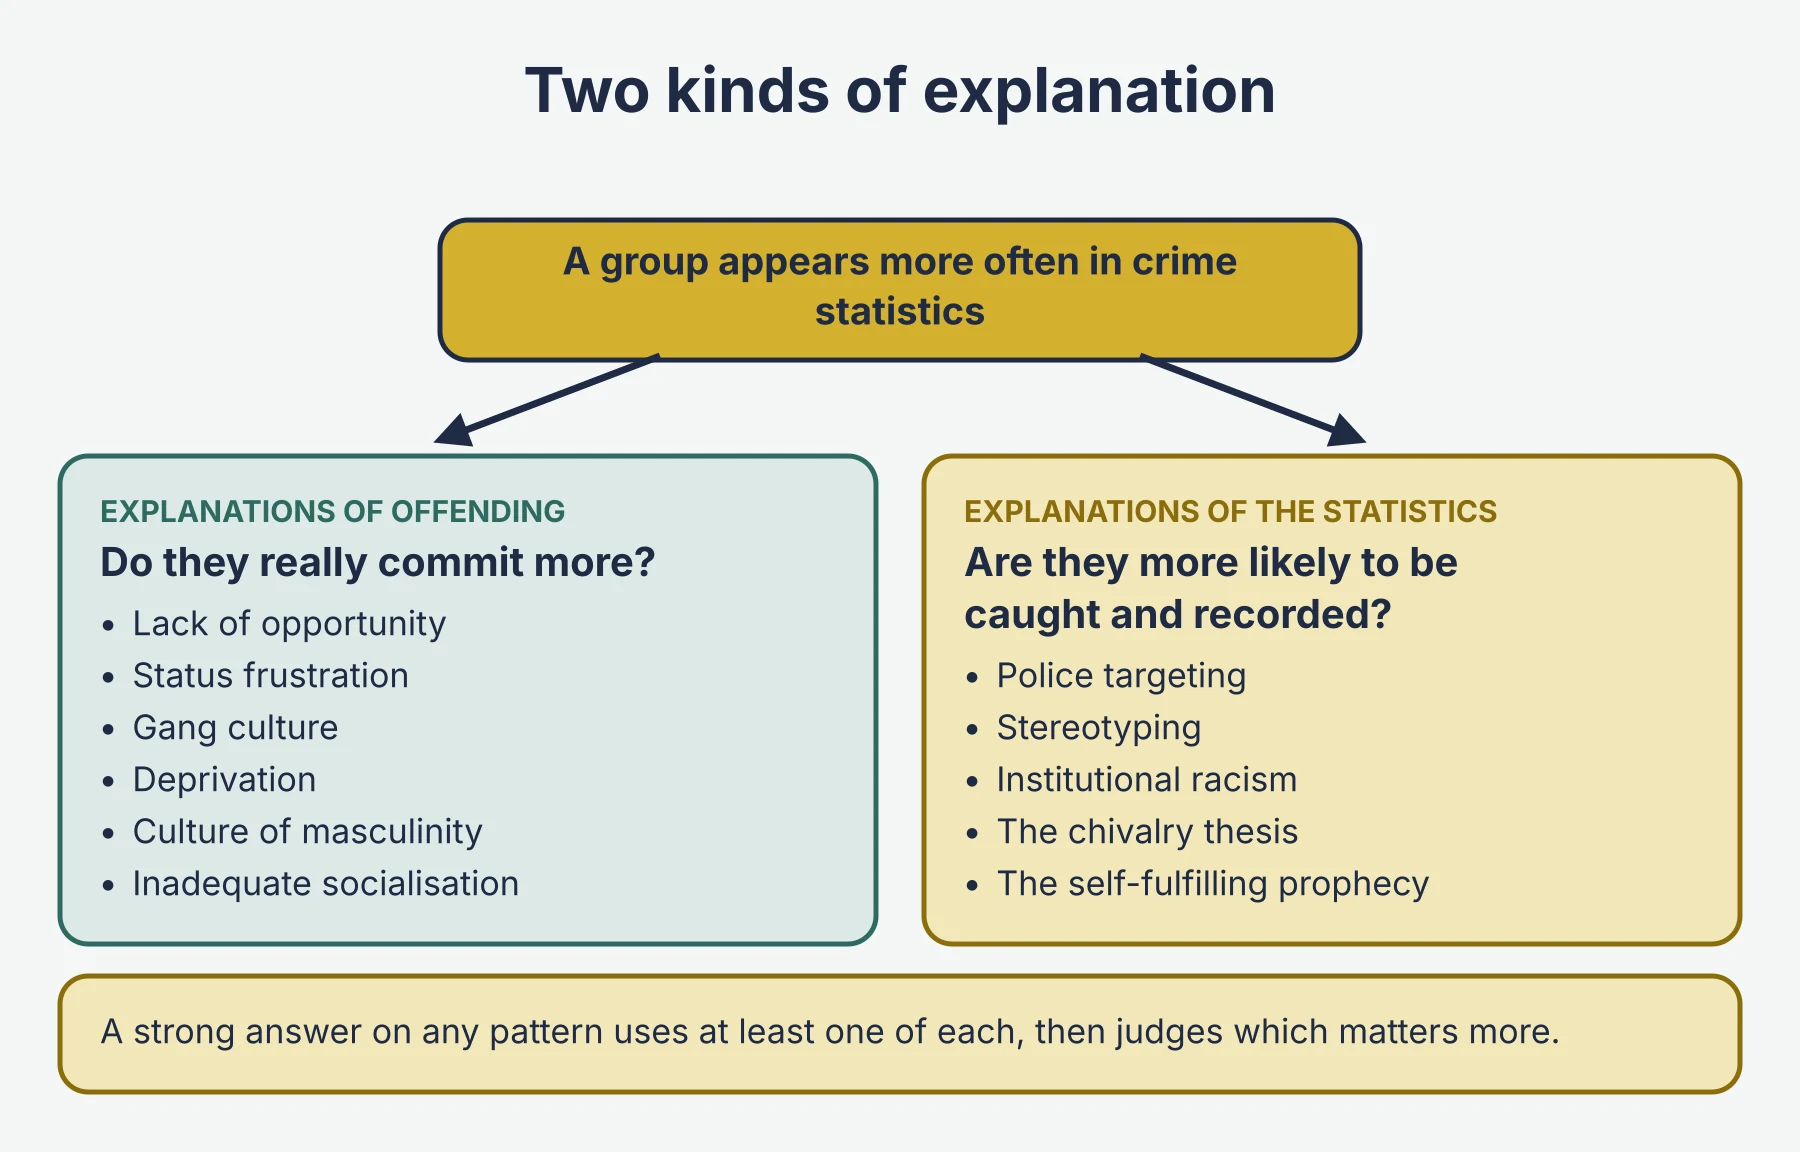 Two kinds of explanation
A group appears more often in crime
statistics
EXPLANATIONS OF OFFENDING
Do they really commit more?
• Lack of opportunity
• Status frustration
• Gang culture
• Deprivation
• Culture of masculinity
• Inadequate socialisation
EXPLANATIONS OF THE STATISTICS
Are they more likely to be
caught and recorded?
• Police targeting
• Stereotyping
• Institutional racism
• The chivalry thesis
• The self-fulfilling prophecy
A strong answer on any pattern uses at least one of each, then judges which matters more.